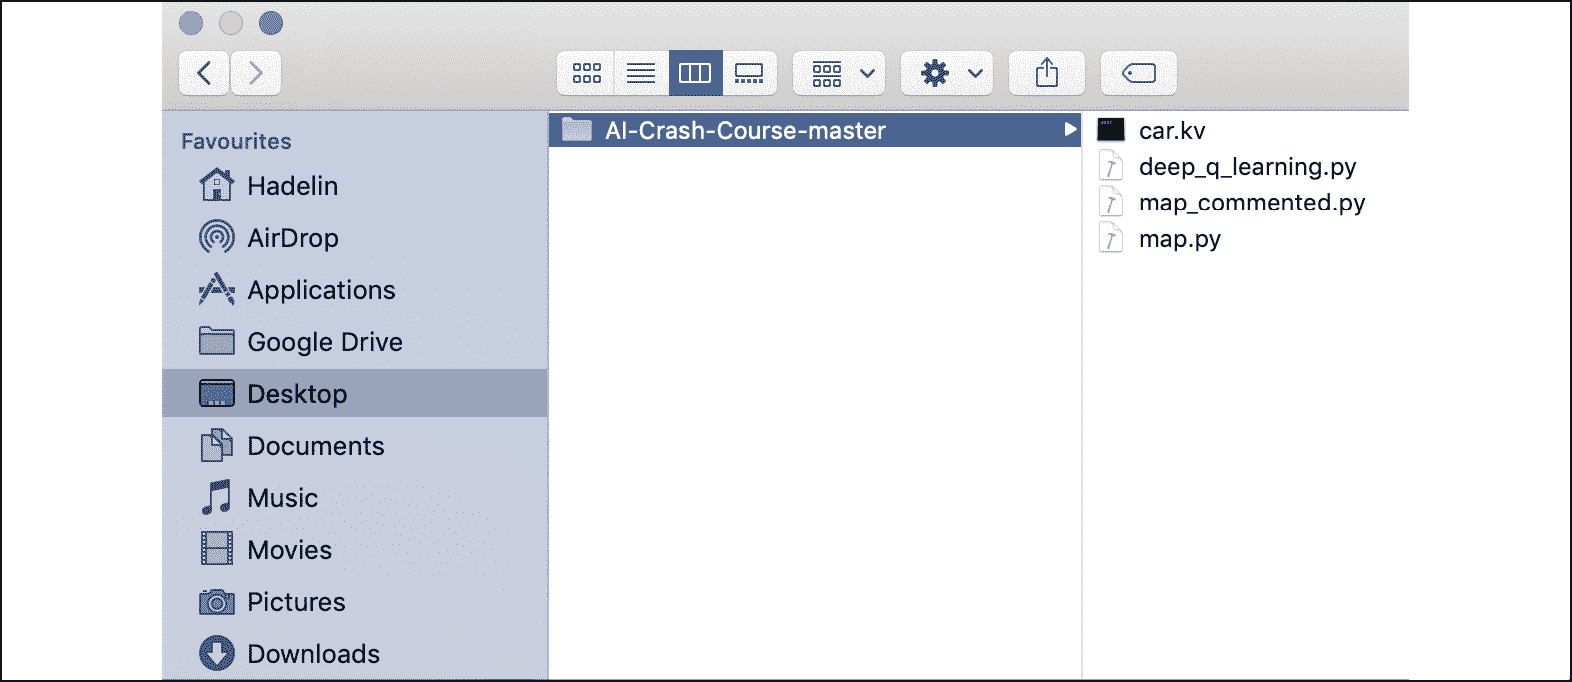 Favourites
Hadelin
AirDrop
Applications
Google Drive
Desktop
Documents
Music
Movies
Pictures
Downloads
AI-Crash-Course-master
car.kv
deep_q_learning.py
map_commented.py
map.py